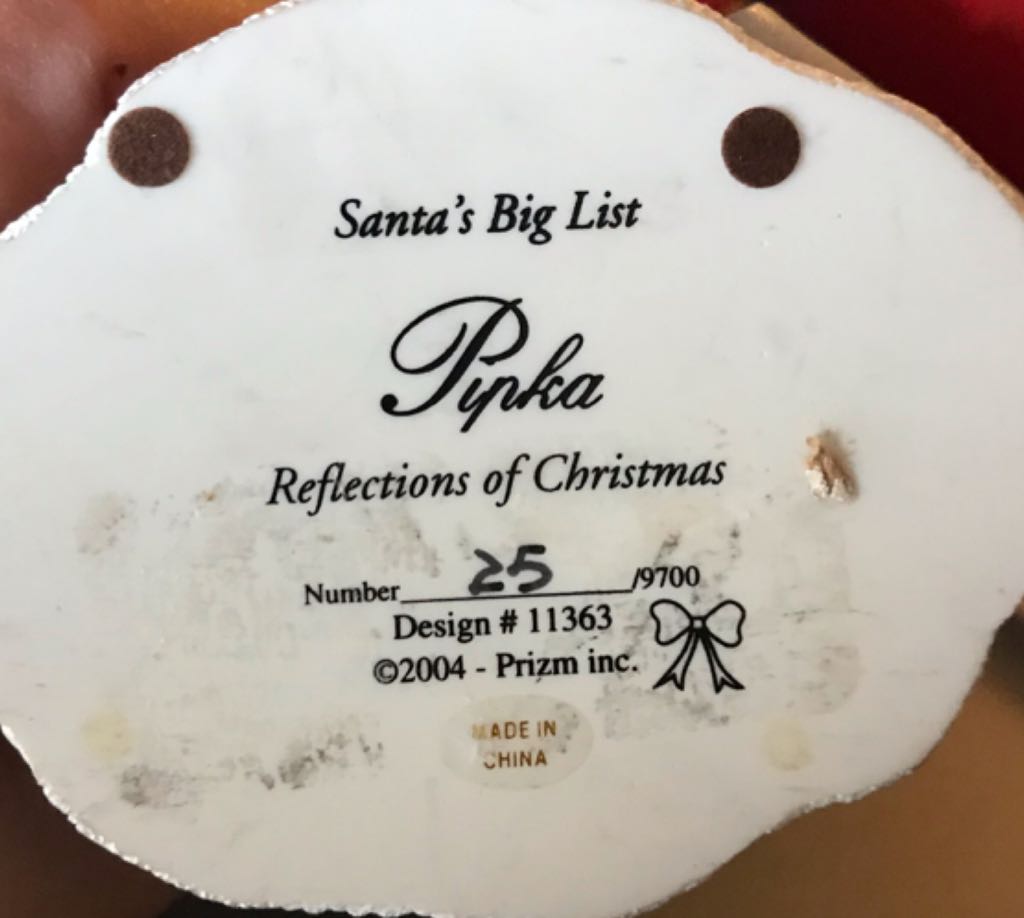 Santa's Big List
Pipka
Reflections of Christmas
Number 25 /9700
Design # 11363
©2004 - Prizm inc.
MADE IN
CHINA